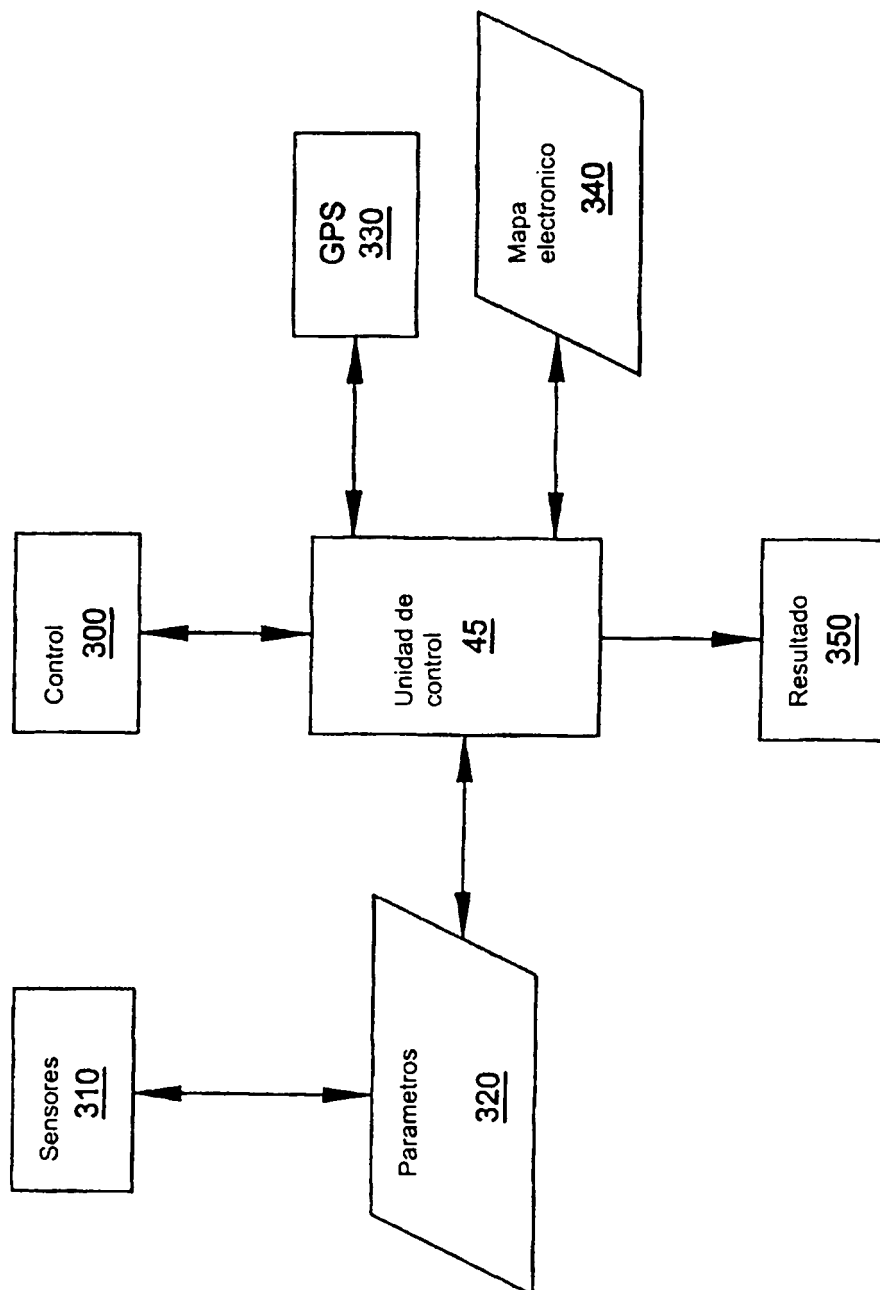 Sensores
310
Control
300
GPS
330
Parametros
320
Unidad de
control
45
Mapa
electronico
340
Resultado
350